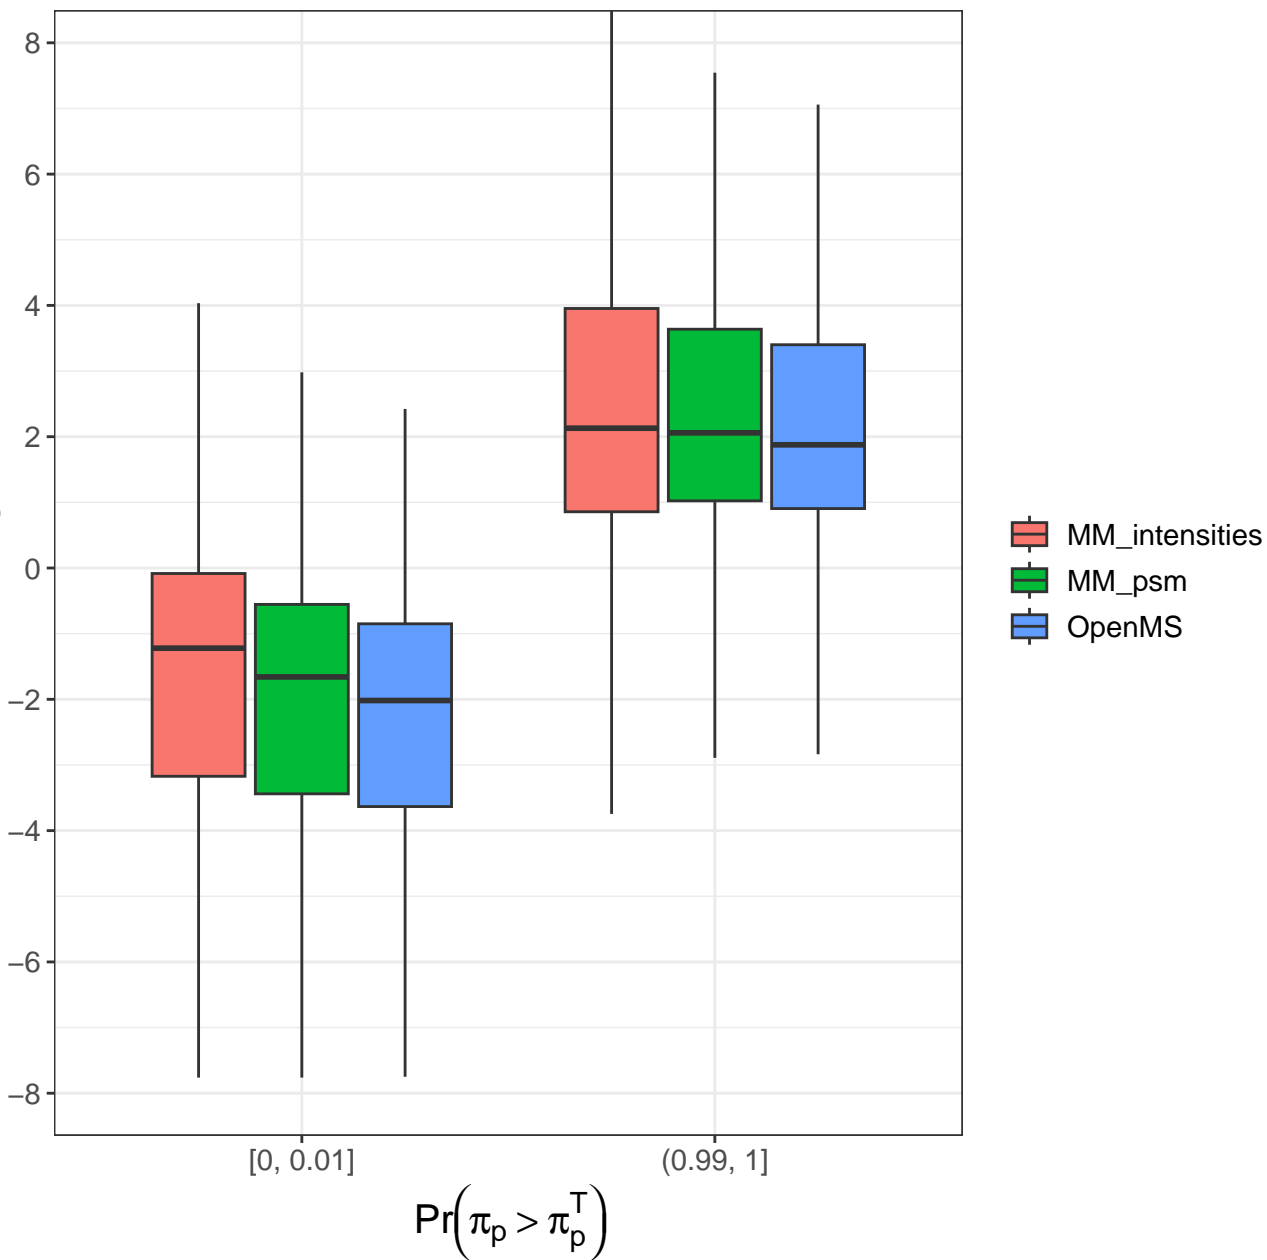 8
6
4
2
0
−2
−4
−6
−8
[0, 0.01]
(0.99, 1]
Pr(πp > πpT)
MM_intensities
MM_psm
OpenMS